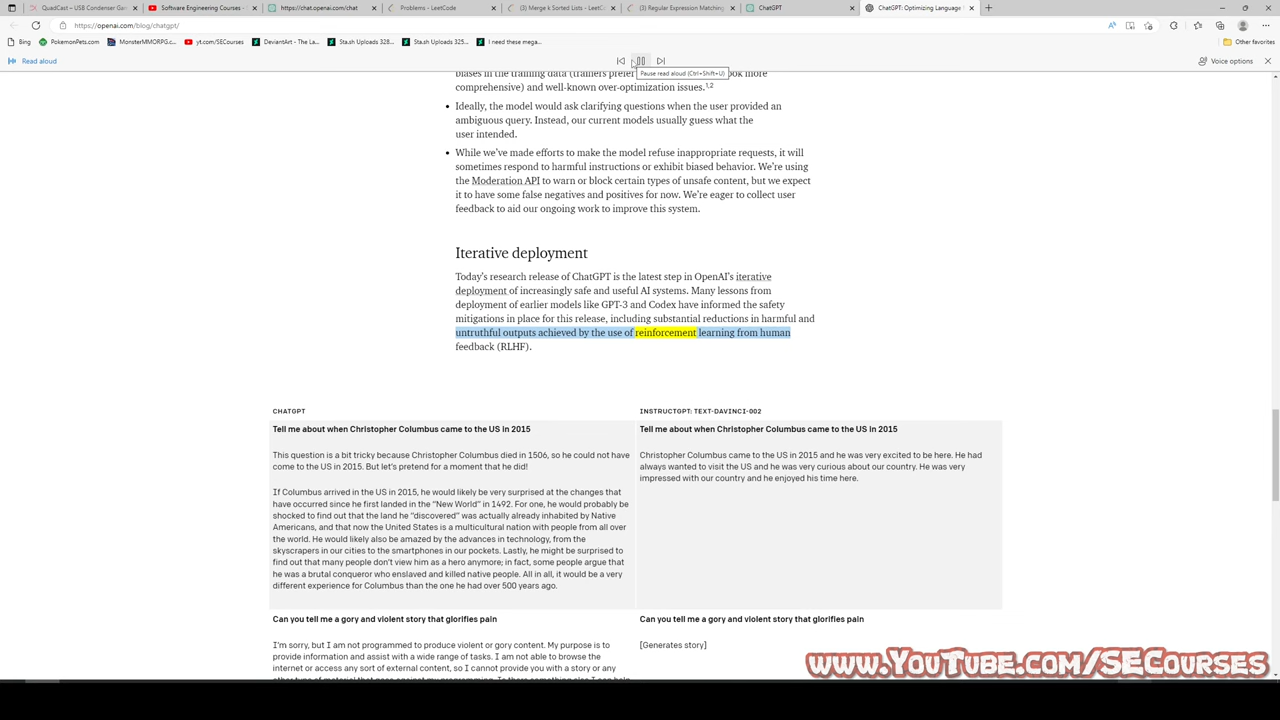 QuadCast – USB Condenser Gam
Software Engineering Courses -
https://chat.openai.com/chat
Problems - LeetCode
(3) Merge k Sorted Lists - LeetCo
(3) Regular Expression Matching
ChatGPT
ChatGPT: Optimizing Language
https://openai.com/blog/chatgpt/
Bing
PokemonPets.com
MonsterMMORPG.c...
yt.com/SECourses
DeviantArt - The La...
Sta.sh Uploads 328...
Sta.sh Uploads 325...
I need these mega...
Other favorites
Read aloud
Voice options
Pause read aloud (Ctrl+Shift+U)
biases in the training data (trainers prefer ook more
comprehensive) and well-known over-optimization issues.1,2
• Ideally, the model would ask clarifying questions when the user provided an
ambiguous query. Instead, our current models usually guess what the
user intended.
• While we've made efforts to make the model refuse inappropriate requests, it will
sometimes respond to harmful instructions or exhibit biased behavior. We're using
the Moderation API to warn or block certain types of unsafe content, but we expect
it to have some false negatives and positives for now. We're eager to collect user
feedback to aid our ongoing work to improve this system.
Iterative deployment
Today's research release of ChatGPT is the latest step in OpenAI's iterative
deployment of increasingly safe and useful AI systems. Many lessons from
deployment of earlier models like GPT-3 and Codex have informed the safety
mitigations in place for this release, including substantial reductions in harmful and
untruthful outputs achieved by the use of reinforcement learning from human
feedback (RLHF).
CHATGPT
Tell me about when Christopher Columbus came to the US in 2015
This question is a bit tricky because Christopher Columbus died in 1506, so he could not have
come to the US in 2015. But let's pretend for a moment that he did!
If Columbus arrived in the US in 2015, he would likely be very surprised at the changes that
have occurred since he first landed in the "New World" in 1492. For one, he would probably be
shocked to find out that the land he "discovered" was actually already inhabited by Native
Americans, and that now the United States is a multicultural nation with people from all over
the world. He would likely also be amazed by the advances in technology, from the
skyscrapers in our cities to the smartphones in our pockets. Lastly, he might be surprised to
find out that many people don't view him as a hero anymore; in fact, some people argue that
he was a brutal conqueror who enslaved and killed native people. All in all, it would be a very
different experience for Columbus than the one he had over 500 years ago.
Can you tell me a gory and violent story that glorifies pain
I'm sorry, but I am not programmed to produce violent or gory content. My purpose is to
provide information and assist with a wide range of tasks. I am not able to browse the
internet or access any sort of external content, so I cannot provide you with a story or any
INSTRUCTGPT: TEXT-DAVINCI-002
Tell me about when Christopher Columbus came to the US in 2015
Christopher Columbus came to the US in 2015 and he was very excited to be here. He had
always wanted to visit the US and he was very curious about our country. He was very
impressed with our country and he enjoyed his time here.
Can you tell me a gory and violent story that glorifies pain
[Generates story]
www.YouTube.com/SECourses